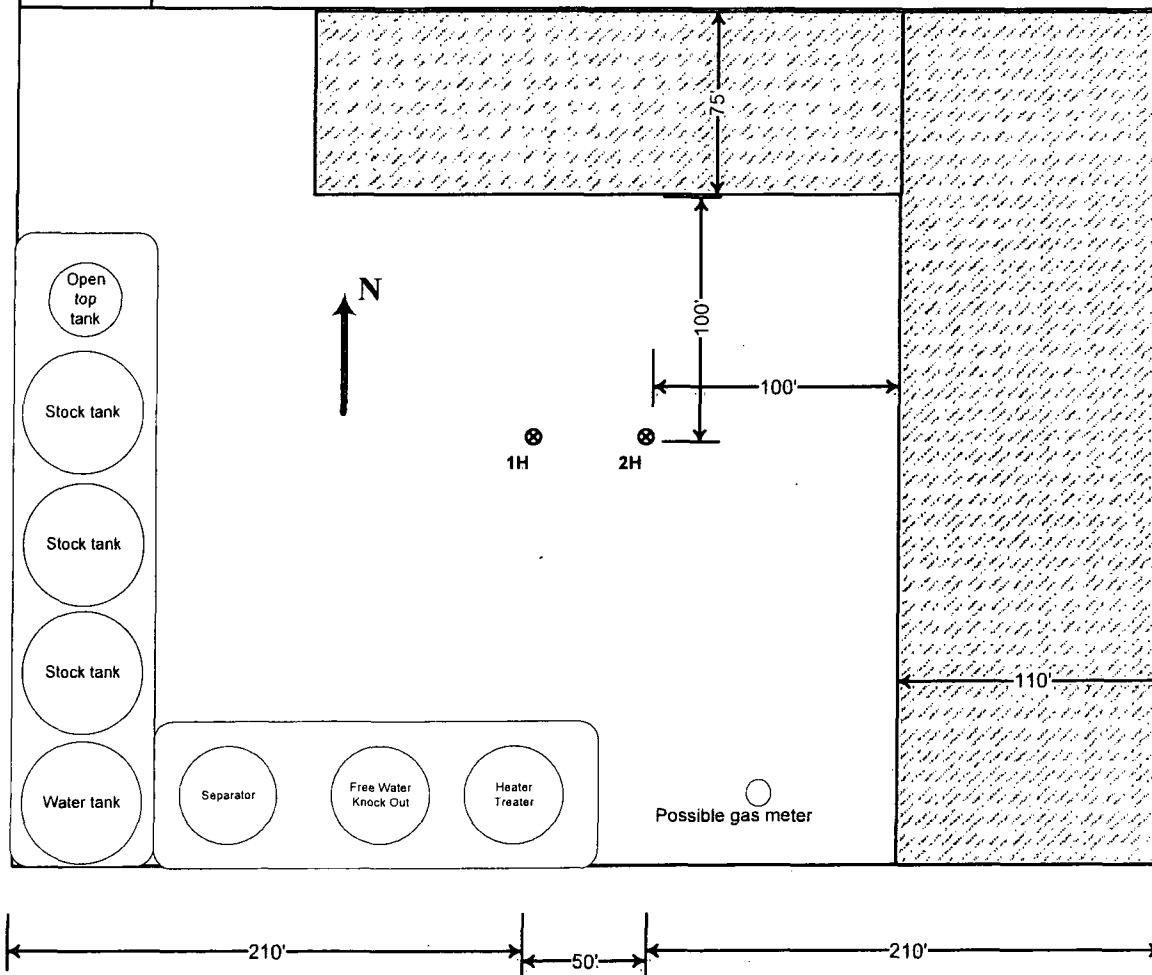 75'
Open
top
tank
N
100'
Stock tank
100'
1H
2H
Stock tank
Stock tank
110'
Water tank
Separator
Free Water
Knock Out
Heater
Treater
Possible gas meter
210'
50'
210'